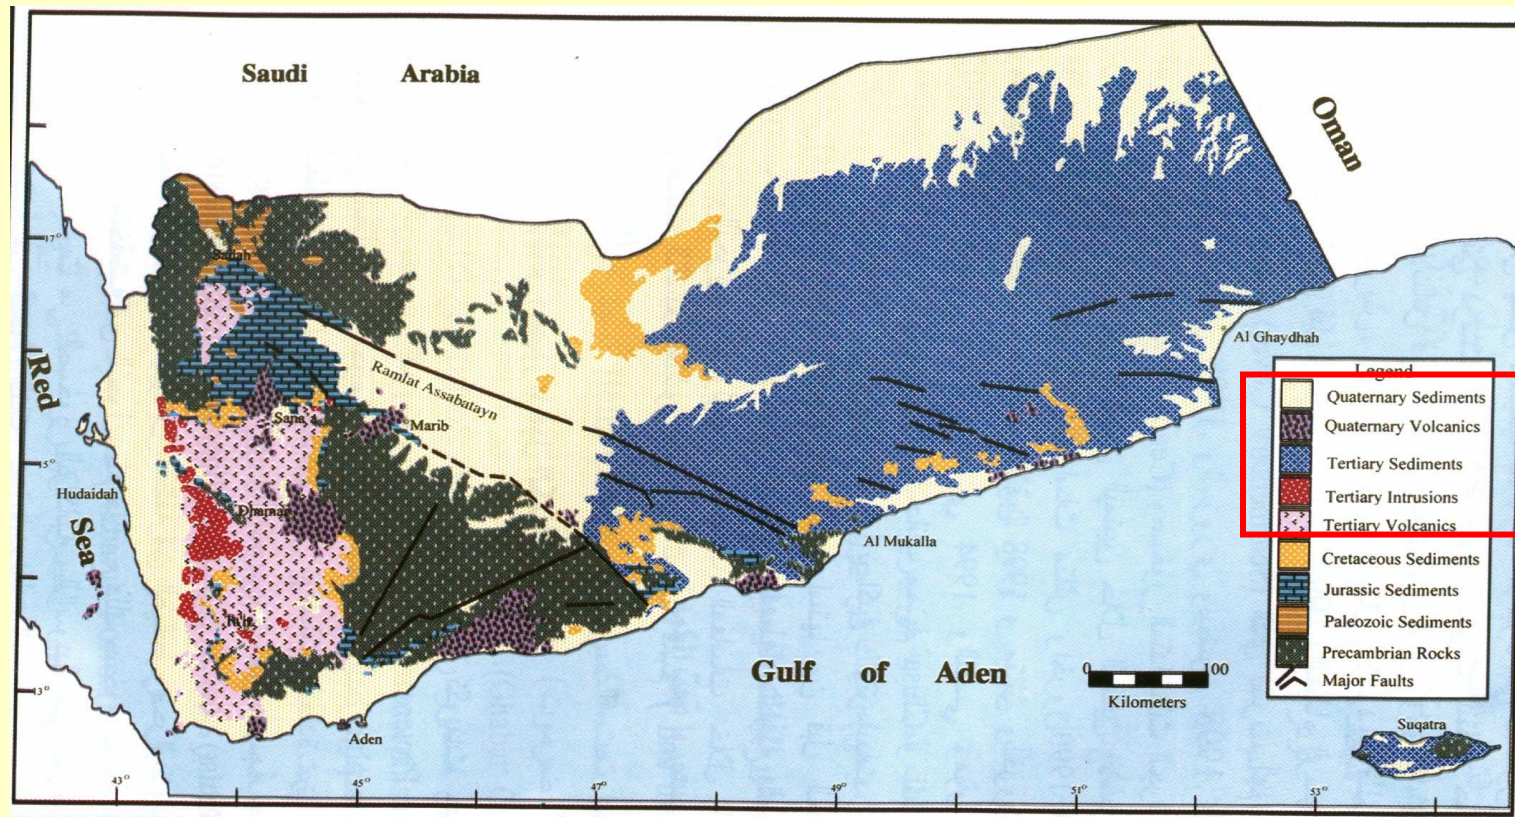 Saudi Arabia
Oman
Red Sea
17°
15°
13°
Sadah
Ramlat Assabatayn
Sana
Marib
Hudaidah
Dhamar
Aden
Al Mukalla
Al Ghaydhah
Gulf of Aden
0 100
Kilometers
Suqatra
43° 45° 47° 49° 51° 53°
Legend
Quaternary Sediments
Quaternary Volcanics
Tertiary Sediments
Tertiary Intrusions
Tertiary Volcanics
Cretaceous Sediments
Jurassic Sediments
Paleozoic Sediments
Precambrian Rocks
Major Faults